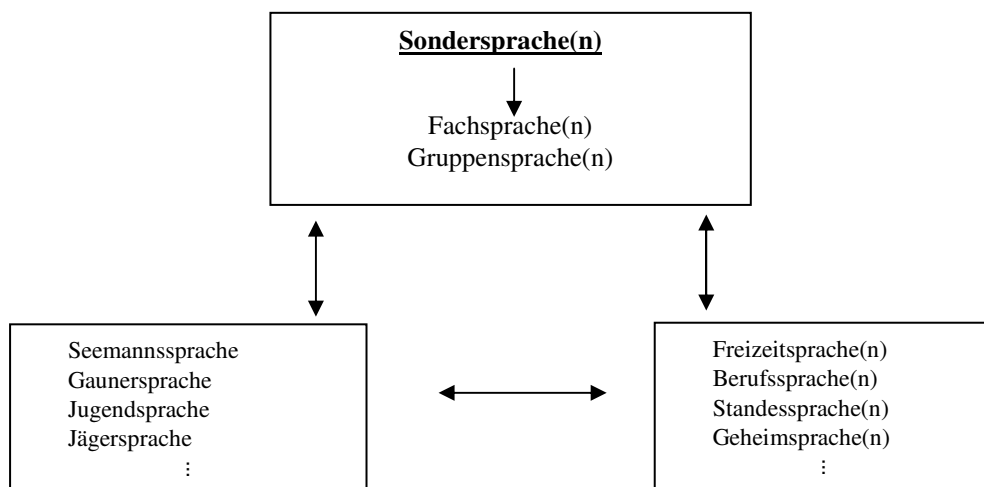 Sondersprache(n)
Fachsprache(n)
Gruppensprache(n)
Seemannssprache
Gaunersprache
Jugendsprache
Jägersprache
⋮
Freizeitsprache(n)
Berufssprache(n)
Standessprache(n)
Geheimsprache(n)
⋮